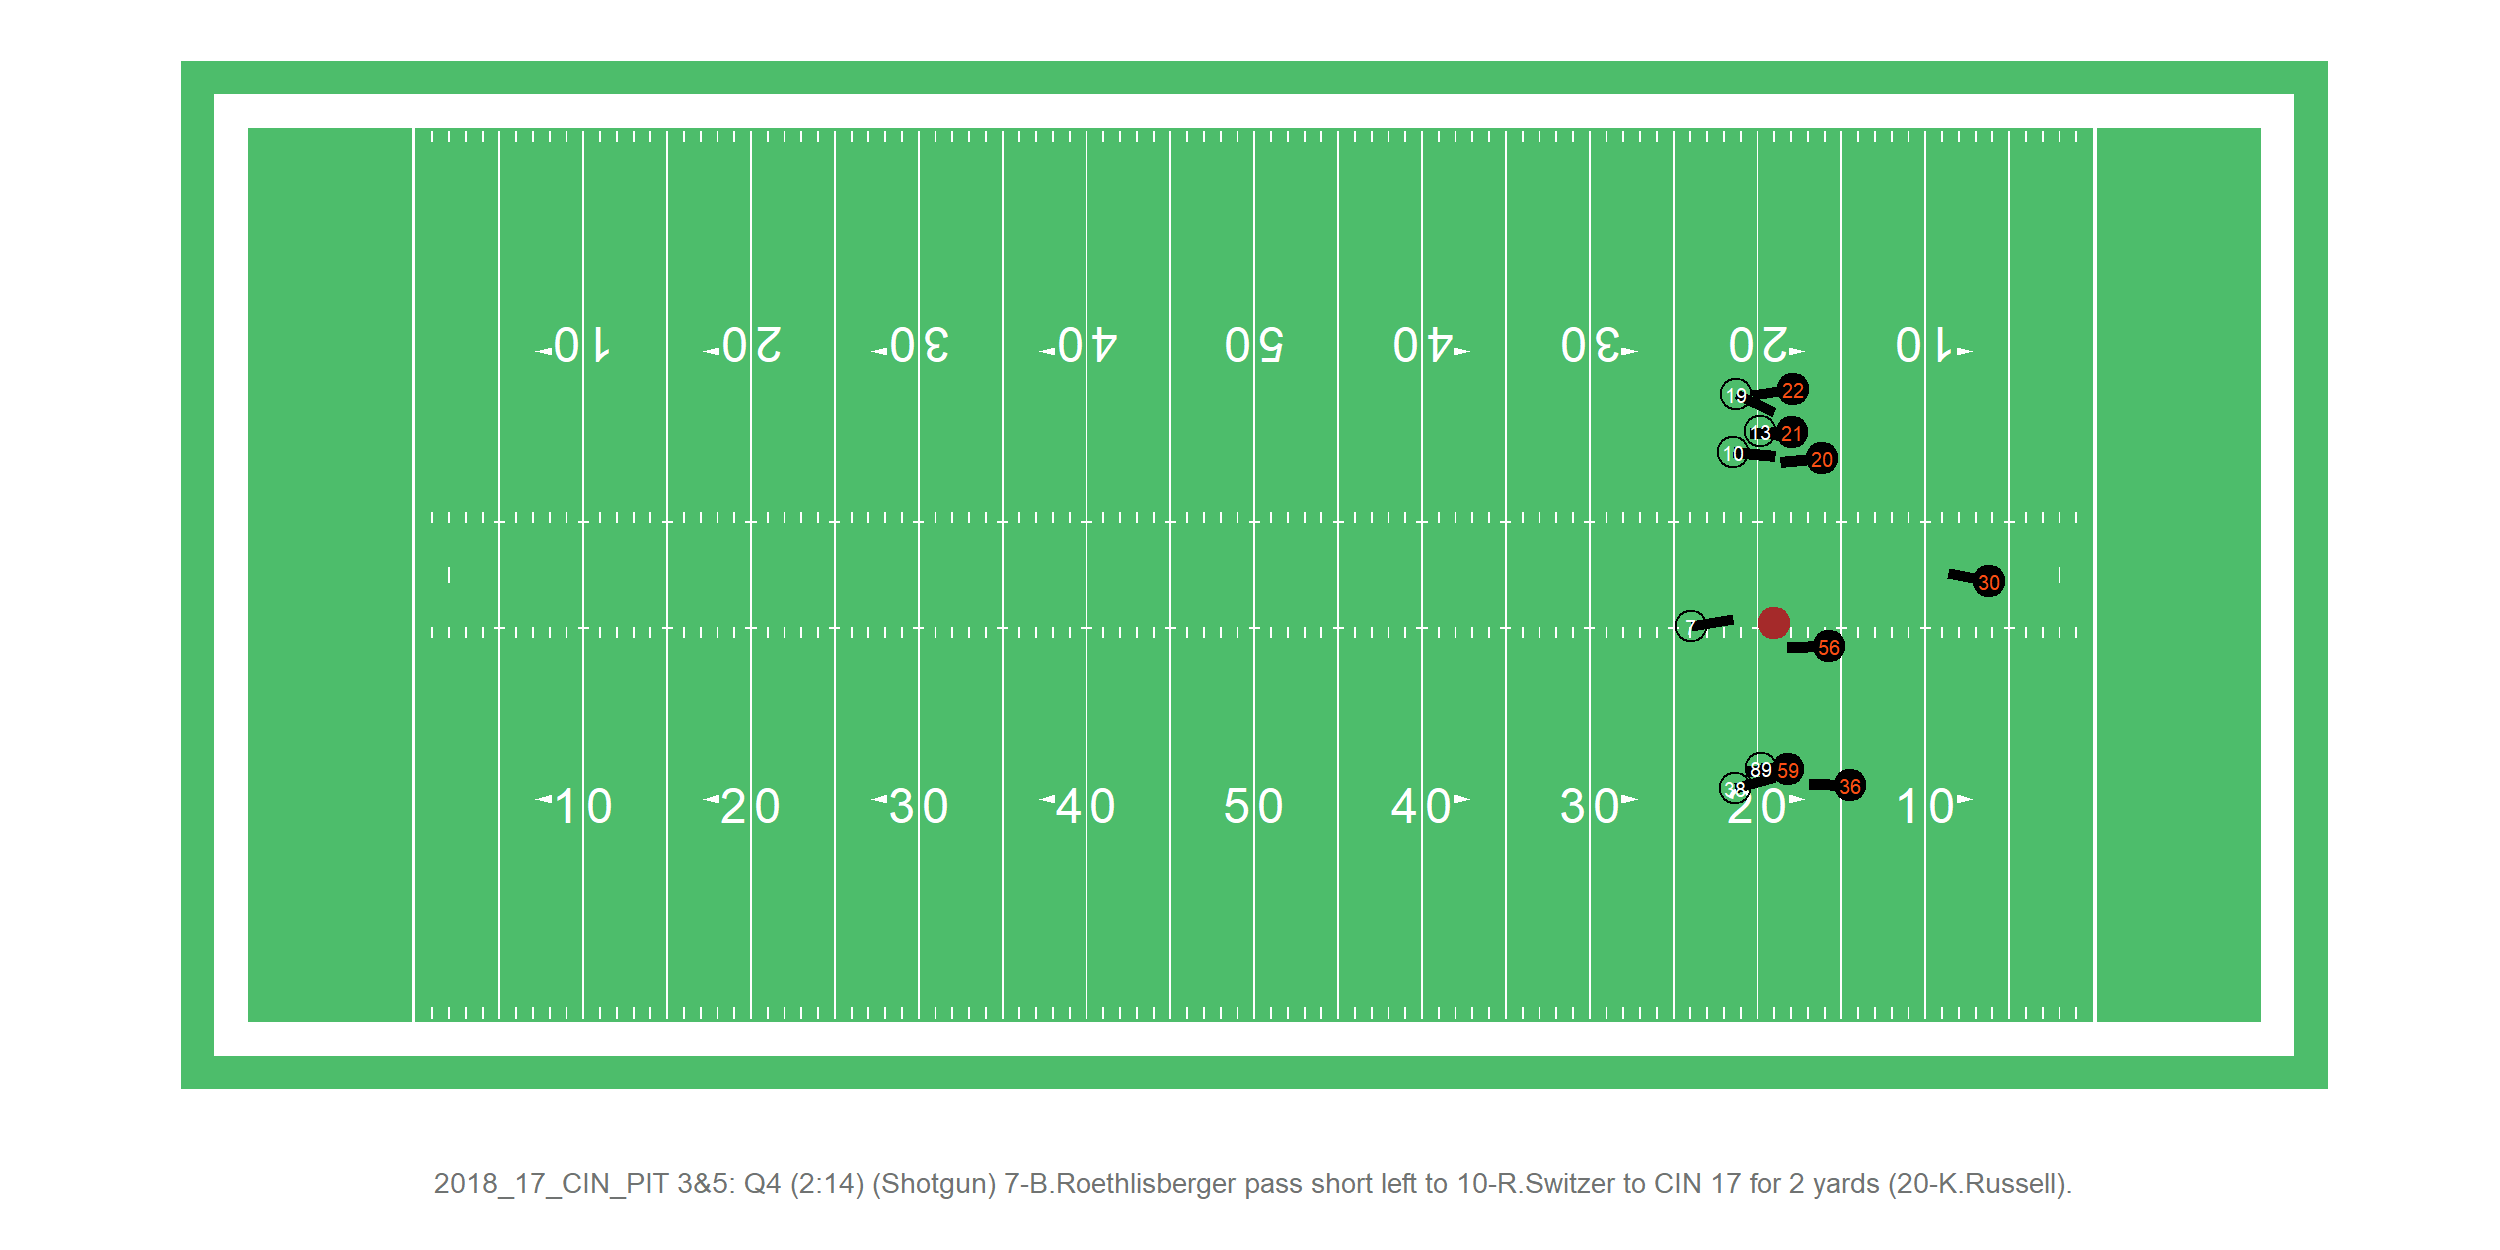 10 20 30 40 50 40 30 20 10
19 22
13 21
10 20
30
7
56
89 59
38 36
10 20 30 40 50 40 30 20 10
2018_17_CIN_PIT 3&5: Q4 (2:14) (Shotgun) 7-B.Roethlisberger pass short left to 10-R.Switzer to CIN 17 for 2 yards (20-K.Russell).